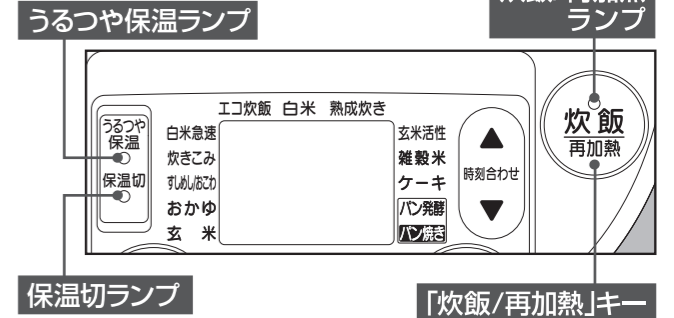 うるつや保温ランプ
ランプ
エコ炊飯 白米 熟成炊き
うるつや
保温
保温切
白米急速
炊きこみ
すしめし/おこわ
おかゆ
玄 米
玄米活性
雑穀米
ケーキ
パン発酵
パン焼き
時刻合わせ
炊飯
再加熱
保温切ランプ
「炊飯/再加熱」キー